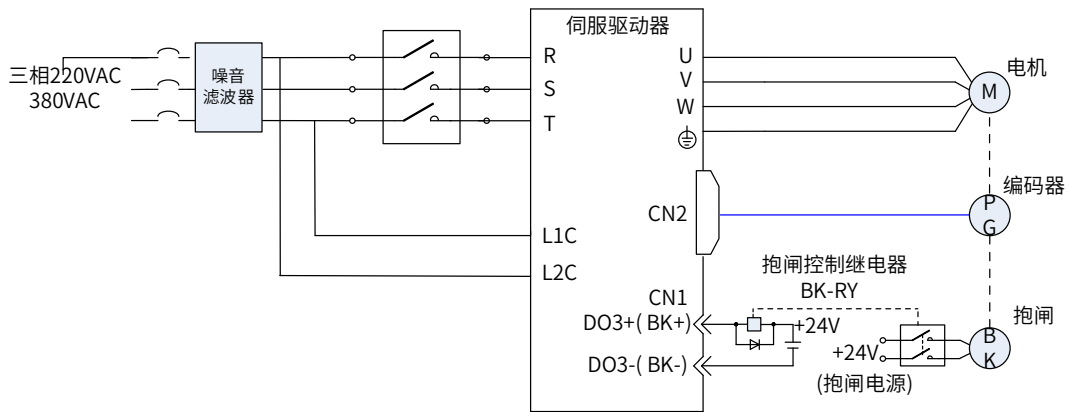 伺服驱动器
三相220VAC
380VAC
噪音
滤波器
R
S
T
U
V
W
电机
M
CN2
编码器
P
G
L1C
L2C
抱闸控制继电器
BK-RY
CN1
DO3+( BK+)
+24V
DO3-( BK-)
+24V
(抱闸电源)
抱闸
B
K